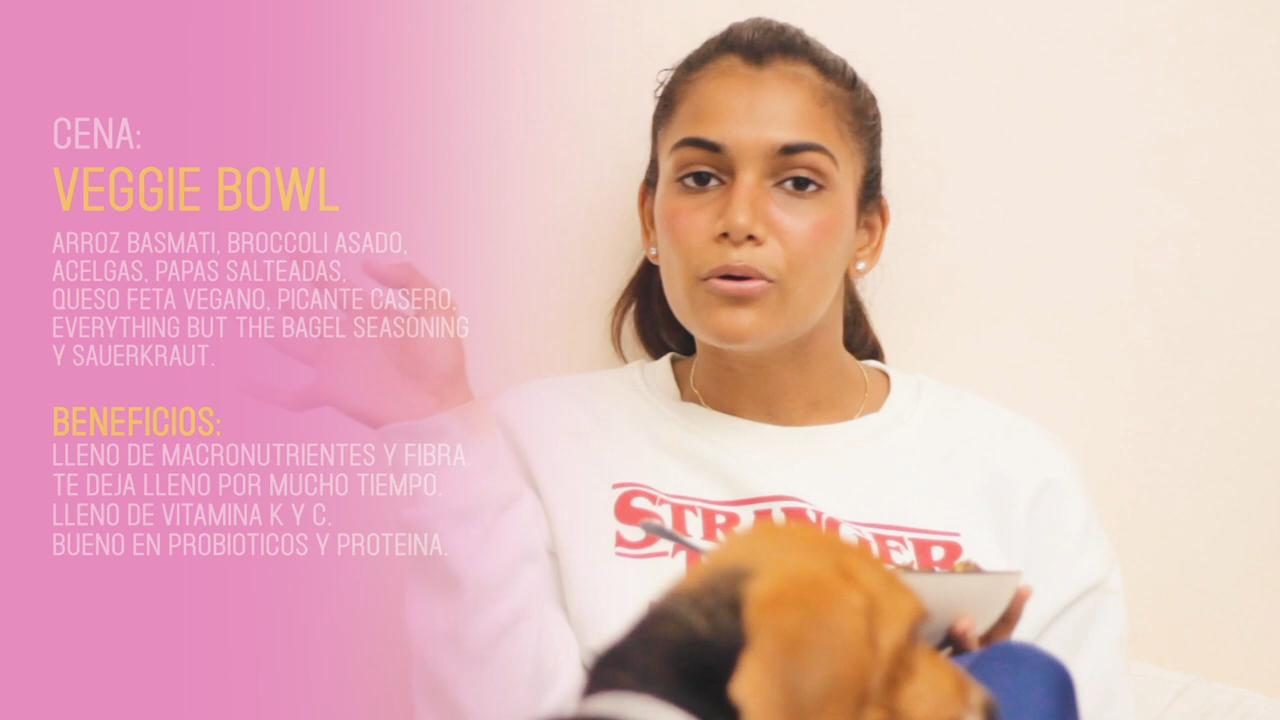 CENA:
VEGGIE BOWL
ARROZ BASMATI, BROCCOLI ASADO,
ACELGAS, PAPAS SALTEADAS,
QUESO FETA VEGANO, PICANTE CASERO,
EVERYTHING BUT THE BAGEL SEASONING
Y SAUERKRAUT.
BENEFICIOS:
LLENO DE MACRONUTRIENTES Y FIBRA.
TE DEJA LLENO POR MUCHO TIEMPO.
LLENO DE VITAMINA K Y C.
BUENO EN PROBIOTICOS Y PROTEINA.
STRANGER